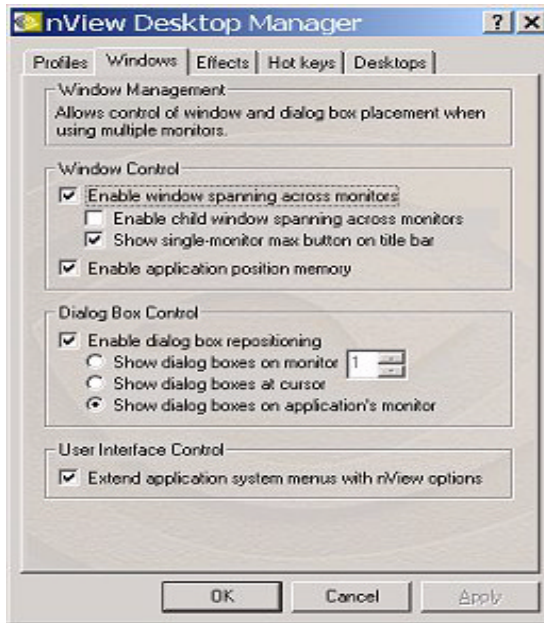 nView Desktop Manager
Profiles Windows Effects Hot keys Desktops
Window Management
Allows control of window and dialog box placement when
using multiple monitors.
Window Control
Enable window spanning across monitors
Enable child window spanning across monitors
Show single-monitor max button on title bar
Enable application position memory
Dialog Box Control
Enable dialog box repositioning
Show dialog boxes on monitor 1
Show dialog boxes at cursor
Show dialog boxes on application's monitor
User Interface Control
Extend application system menus with nView options
OK Cancel Apply